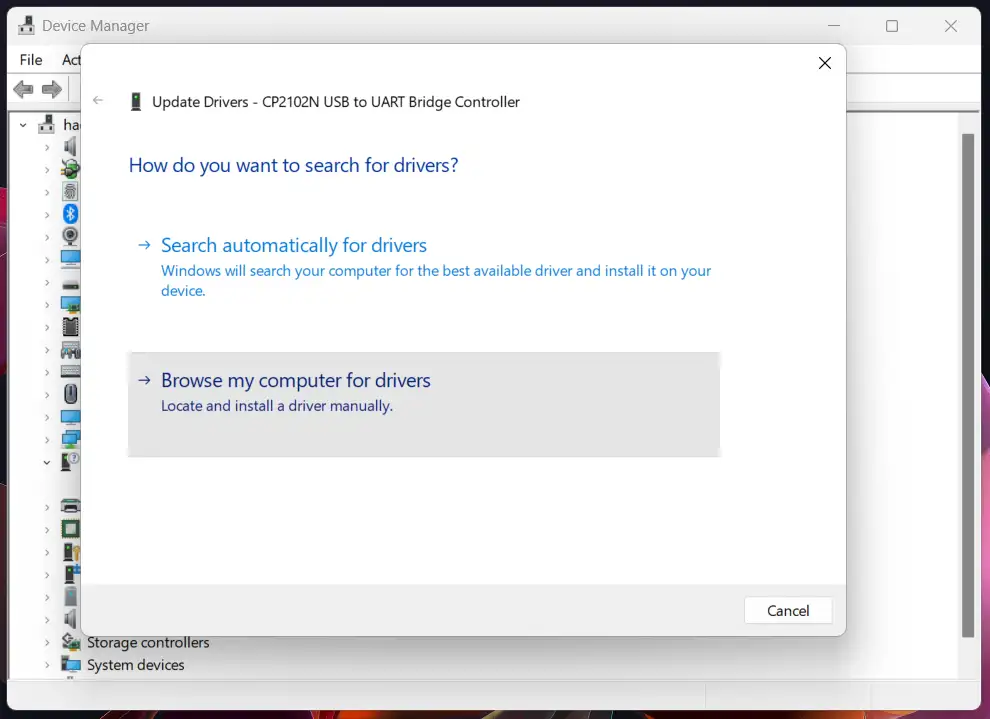 Device Manager
File
Update Drivers - CP2102N USB to UART Bridge Controller
How do you want to search for drivers?
Search automatically for drivers
Windows will search your computer for the best available driver and install it on your
device.
Browse my computer for drivers
Locate and install a driver manually.
Cancel
Storage controllers
System devices